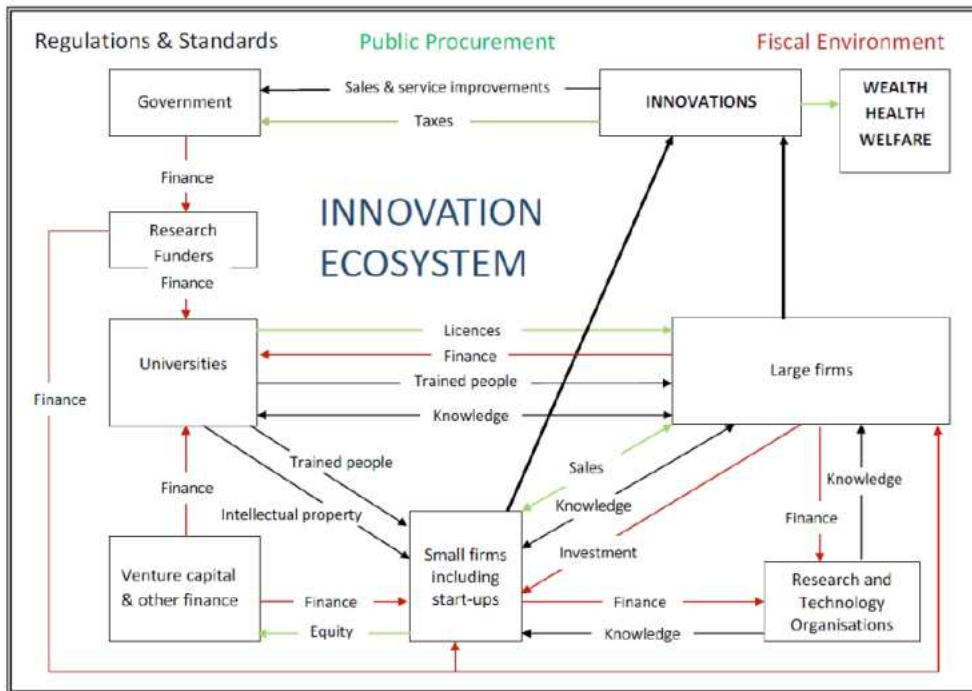 Regulations & Standards
Public Procurement
Fiscal Environment
Government
Sales & service improvements
Taxes
INNOVATIONS
WEALTH
HEALTH
WELFARE
Finance
INNOVATION
ECOSYSTEM
Research
Funders
Finance
Universities
Licences
Finance
Trained people
Knowledge
Large firms
Finance
Trained people
Intellectual property
Finance
Sales
Knowledge
Investment
Knowledge
Finance
Venture capital
& other finance
Finance
Equity
Small firms
including
start-ups
Finance
Knowledge
Research and
Technology
Organisations